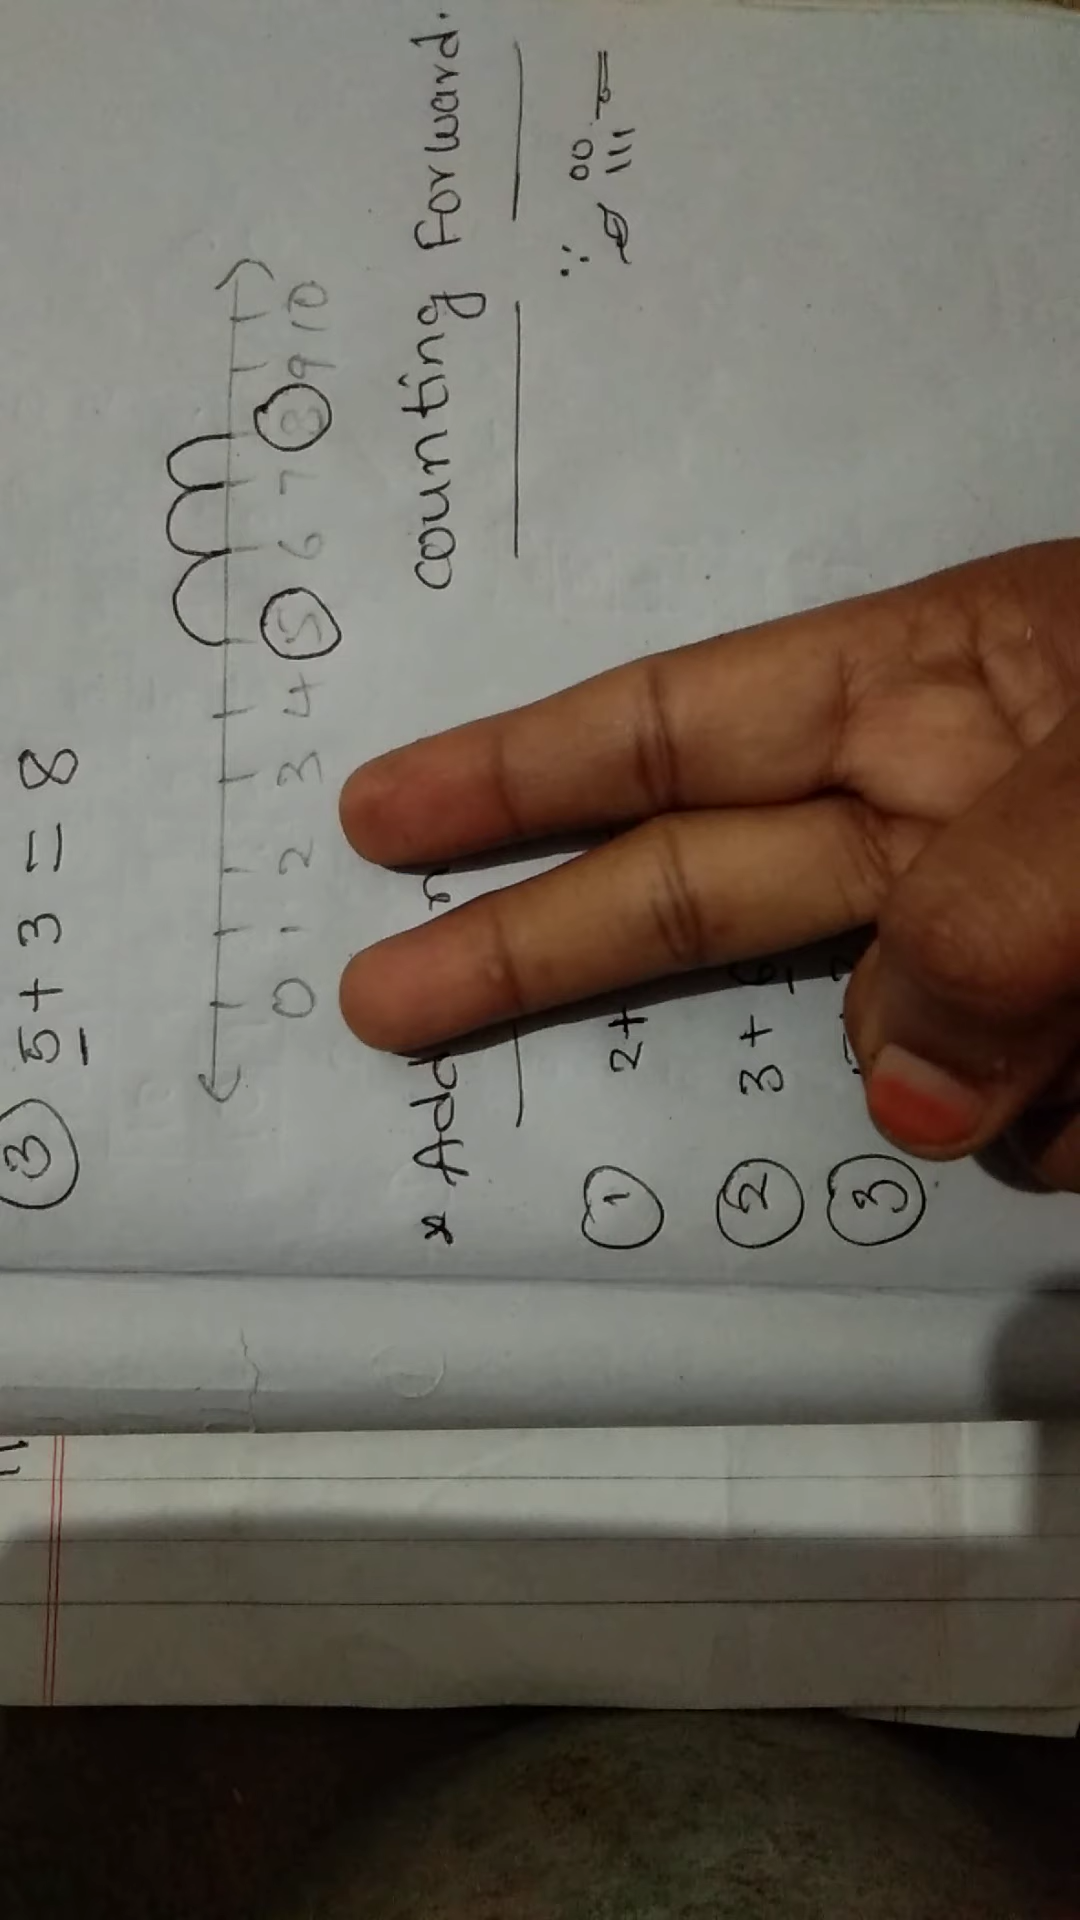 ③ 5 + 3 = 8
0 1 2 3 4 5 6 7 8 9 10
* Add n counting Forward.
① 2+
② 3 + 6
③